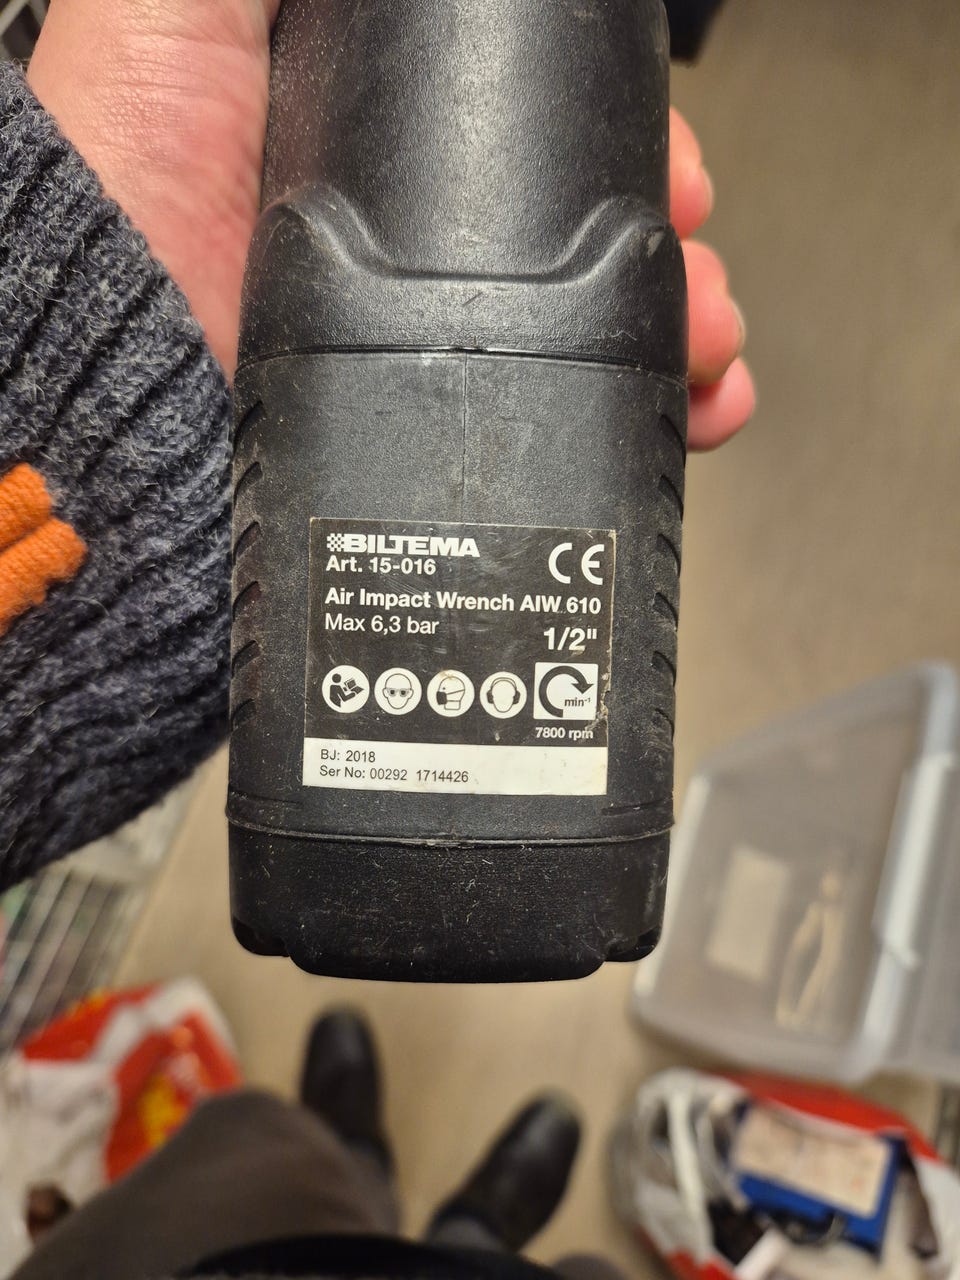 BILTEMA
Art. 15-016
CE
Air Impact Wrench AIW 610
Max 6,3 bar
1/2"
min⁻¹
7800 rpm
BJ: 2018
Ser No: 00292 1714426